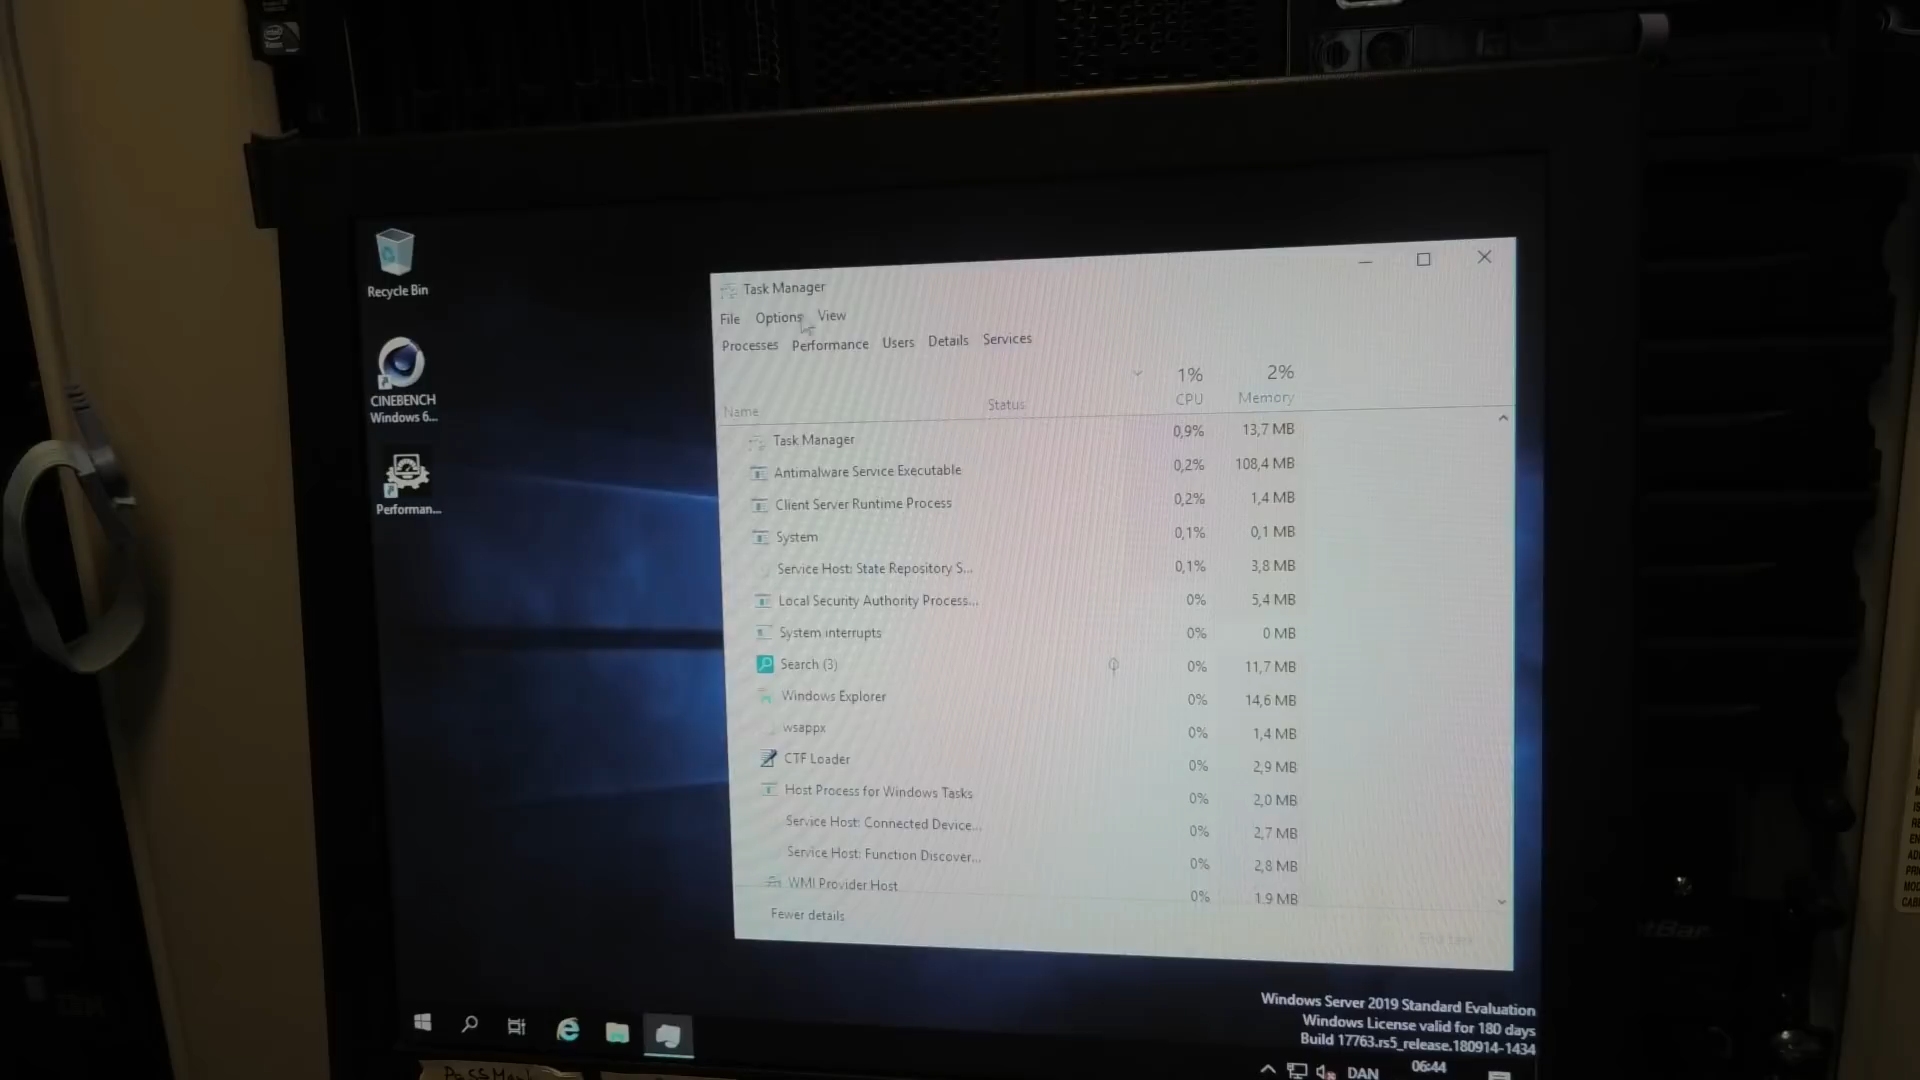 intel
Xeon
Recycle Bin
CINEBENCH
Windows 6...
Performan...
Task Manager
File Options View
Processes Performance Users Details Services
1% 2%
Name Status CPU Memory
Task Manager 0,9% 13,7 MB
Antimalware Service Executable 0,2% 108,4 MB
Client Server Runtime Process 0,2% 1,4 MB
System 0,1% 0,1 MB
Service Host: State Repository S... 0,1% 3,8 MB
Local Security Authority Process... 0% 5,4 MB
System interrupts 0% 0 MB
Search (3) 0% 11,7 MB
Windows Explorer 0% 14,6 MB
wsappx 0% 1,4 MB
CTF Loader 0% 2,9 MB
Host Process for Windows Tasks 0% 2,0 MB
Service Host: Connected Device... 0% 2,7 MB
Service Host: Function Discover... 0% 2,8 MB
WMI Provider Host 0% 1.9 MB
Fewer details
End task
Windows Server 2019 Standard Evaluation
Windows License valid for 180 days
Build 17763.rs5_release.180914-1434
DAN 06:44
IBM